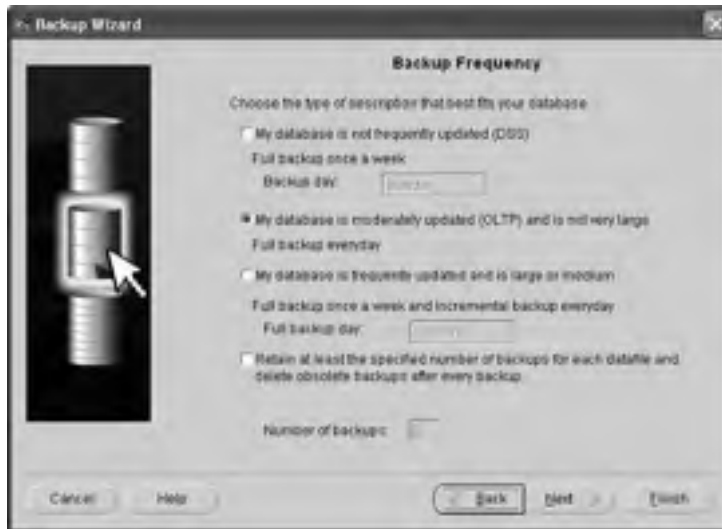 Backup Wizard
Backup Frequency
Choose the type of description that best fits your database
My database is not frequently updated (DSS)
Full backup once a week
Backup day:
My database is moderately updated (OLTP) and is not very large
Full backup everyday
My database is frequently updated and is large or medium
Full backup once a week and incremental backup everyday
Full backup day:
Retain at least the specified number of backups for each datafile and
delete obsolete backups after every backup
Number of backups:
Cancel Help Back Next Finish